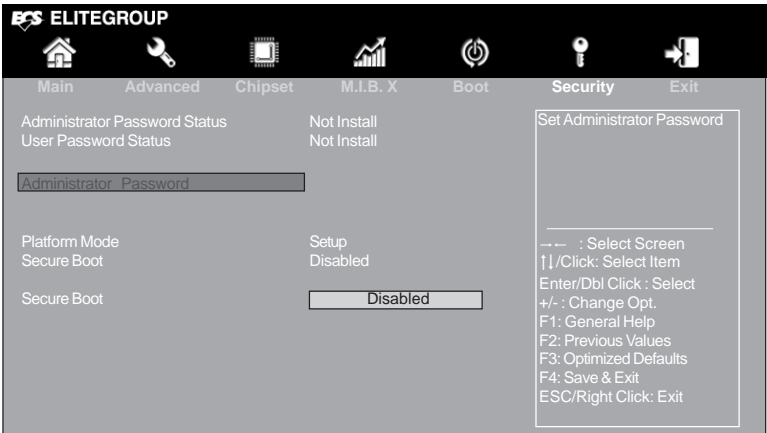 ECS ELITEGROUP
Main Advanced Chipset M.I.B. X Boot Security Exit
Administrator Password Status Not Install
User Password Status Not Install
Administrator Password
Platform Mode Setup
Secure Boot Disabled
Secure Boot Disabled
Set Administrator Password
→← : Select Screen
↑↓/Click: Select Item
Enter/Dbl Click : Select
+/- : Change Opt.
F1: General Help
F2: Previous Values
F3: Optimized Defaults
F4: Save & Exit
ESC/Right Click: Exit